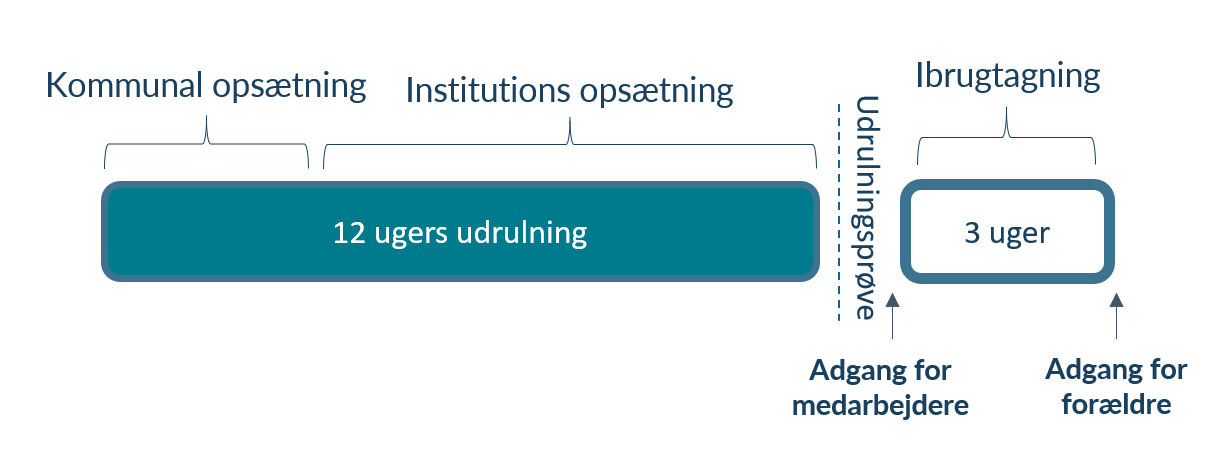 Kommunal opsætning
Institutions opsætning
Ibrugtagning
12 ugers udrulning
Udrulningsprøve
3 uger
Adgang for
medarbejdere
Adgang for
forældre